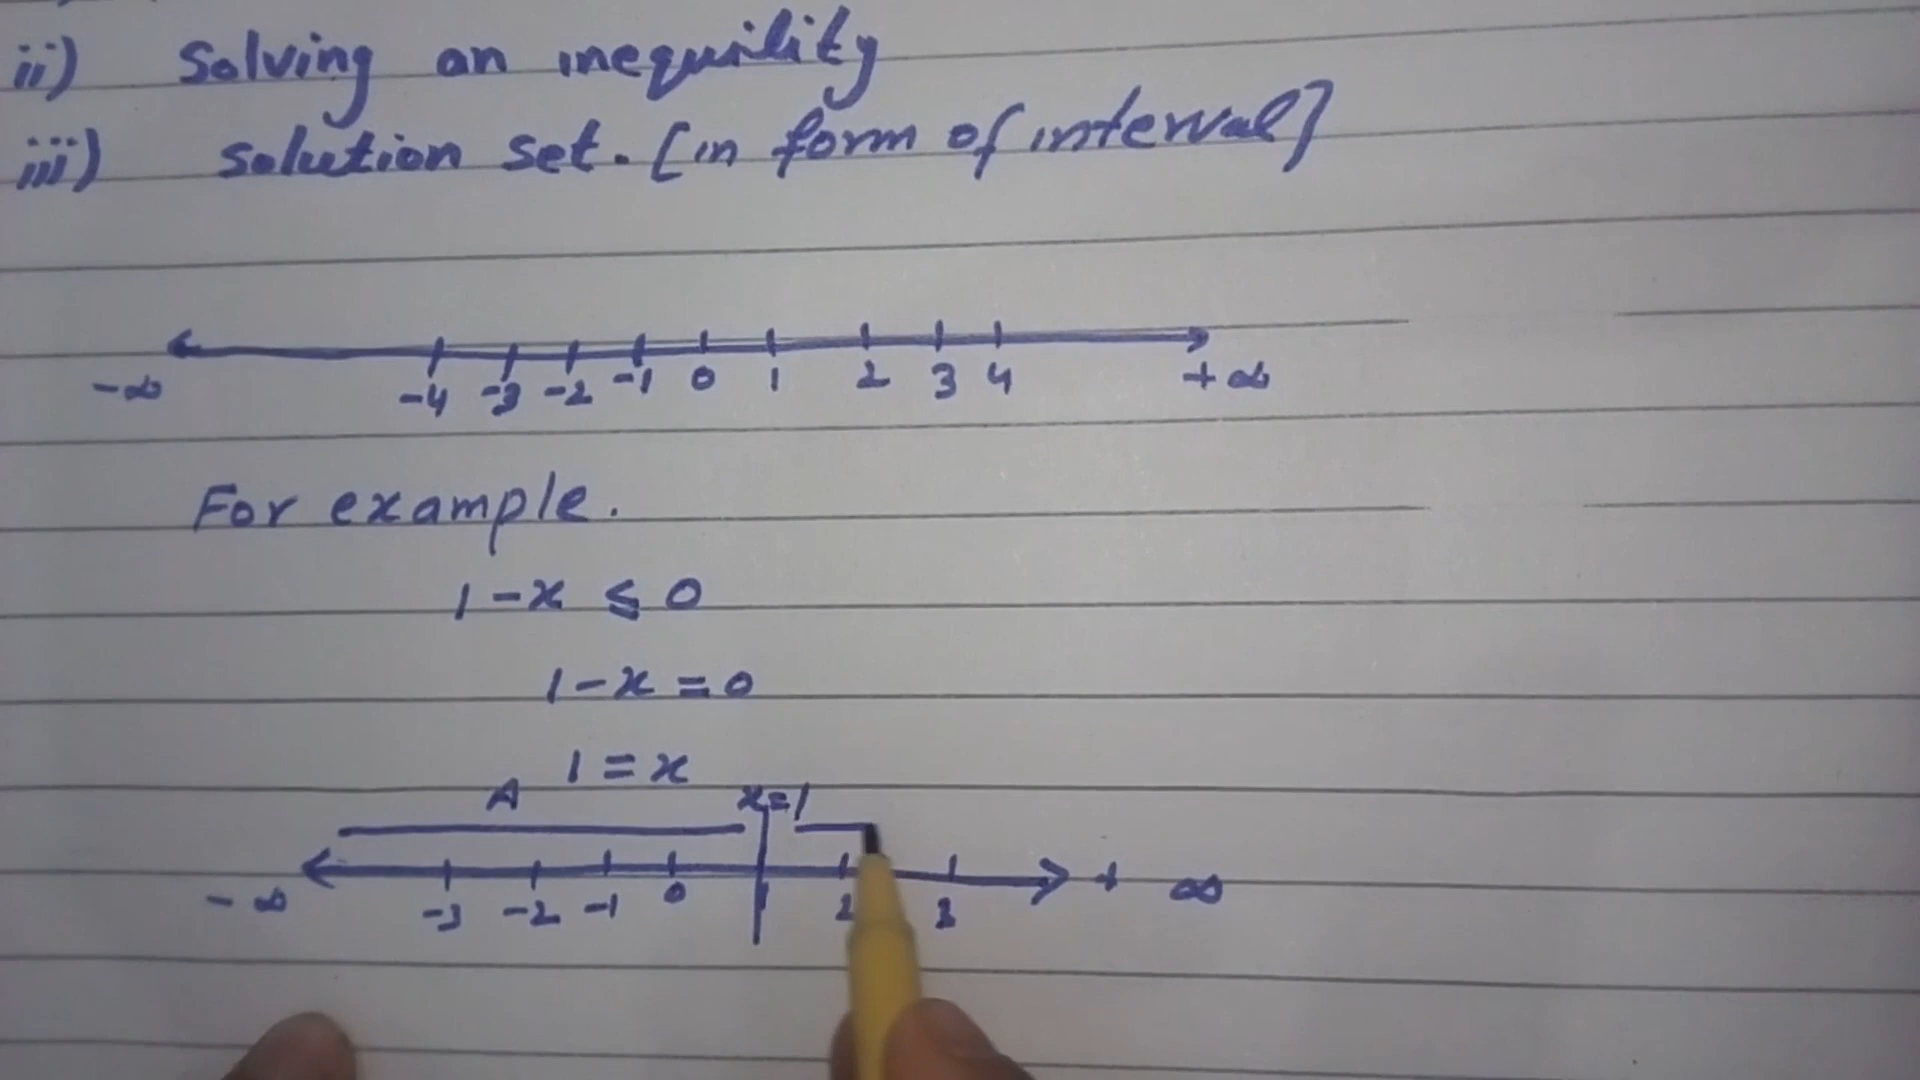 ii) Solving an inequility
iii) solution set. [in form of interval]
-∞ -4 -3 -2 -1 0 1 2 3 4 +∞
For example.
1-x ≤ 0
1-x = 0
1 = x
A x=1
-∞ -3 -2 -1 0 2 3 + ∞